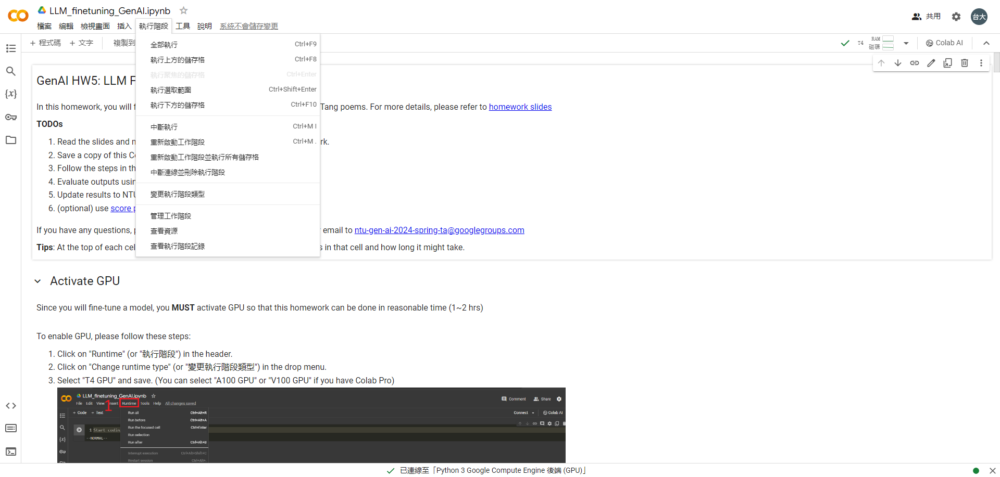 LLM_finetuning_GenAI.ipynb
檔案 編輯 檢視畫面 插入 執行階段 工具 說明 系統不會儲存變更
共用
台大
+ 程式碼 + 文字 複製到
T4 RAM 磁碟
Colab AI
全部執行 Ctrl+F9
執行上方的儲存格 Ctrl+F8
執行聚焦的儲存格 Ctrl+Enter
執行選取範圍 Ctrl+Shift+Enter
執行下方的儲存格 Ctrl+F10
中斷執行 Ctrl+M I
重新啟動工作階段 Ctrl+M .
重新啟動工作階段並執行所有儲存格
中斷連線並刪除執行階段
變更執行階段類型
管理工作階段
查看資源
查看執行階段記錄
GenAI HW5: LLM F
In this homework, you will f Tang poems. For more details, please refer to homework slides
TODOs
1. Read the slides and rk.
2. Save a copy of this C
3. Follow the steps in th
4. Evaluate outputs usin
5. Update results to NTU
6. (optional) use score p
If you have any questions, p email to ntu-gen-ai-2024-spring-ta@googlegroups.com
Tips: At the top of each cel s in that cell and how long it might take.
Activate GPU
Since you will fine-tune a model, you MUST activate GPU so that this homework can be done in reasonable time (1~2 hrs)
To enable GPU, please follow these steps:
1. Click on "Runtime" (or "執行階段") in the header.
2. Click on "Change runtime type" (or "變更執行階段類型") in the drop menu.
3. Select "T4 GPU" and save. (You can select "A100 GPU" or "V100 GPU" if you have Colab Pro)
LLM_finetuning_GenAI.ipynb
File Edit View Insert Runtime Tools Help All changes saved
1
Comment Share
+ Code + Text
Connect Colab AI
Run all Ctrl+Alt+R
Run before Ctrl+Alt+A
Run the focused cell Ctrl+Enter
Run selection
Run after Ctrl+Alt+B
Interrupt execution Ctrl+Alt+Shift+C
Restart session Ctrl+Alt+.
1 Start codin
--NORMAL--
已連線至「Python 3 Google Compute Engine 後端 (GPU)」